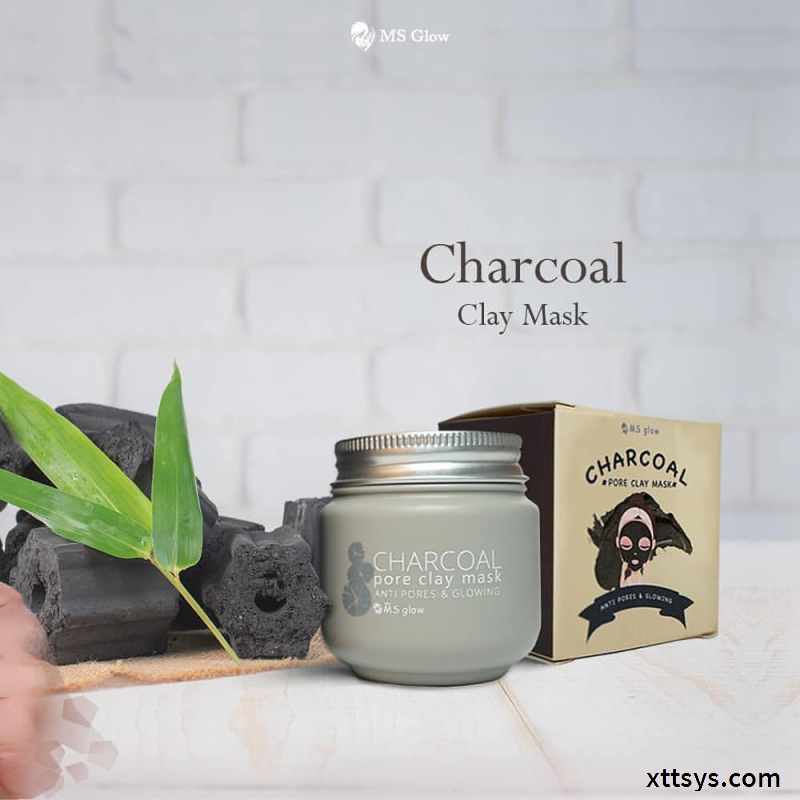 MS Glow
Charcoal
Clay Mask
MS glow
CHARCOAL
PORE CLAY MASK
ANTI PORES & GLOWING
CHARCOAL
pore clay mask
ANTI PORES & GLOWING
MS glow
xttsys.com